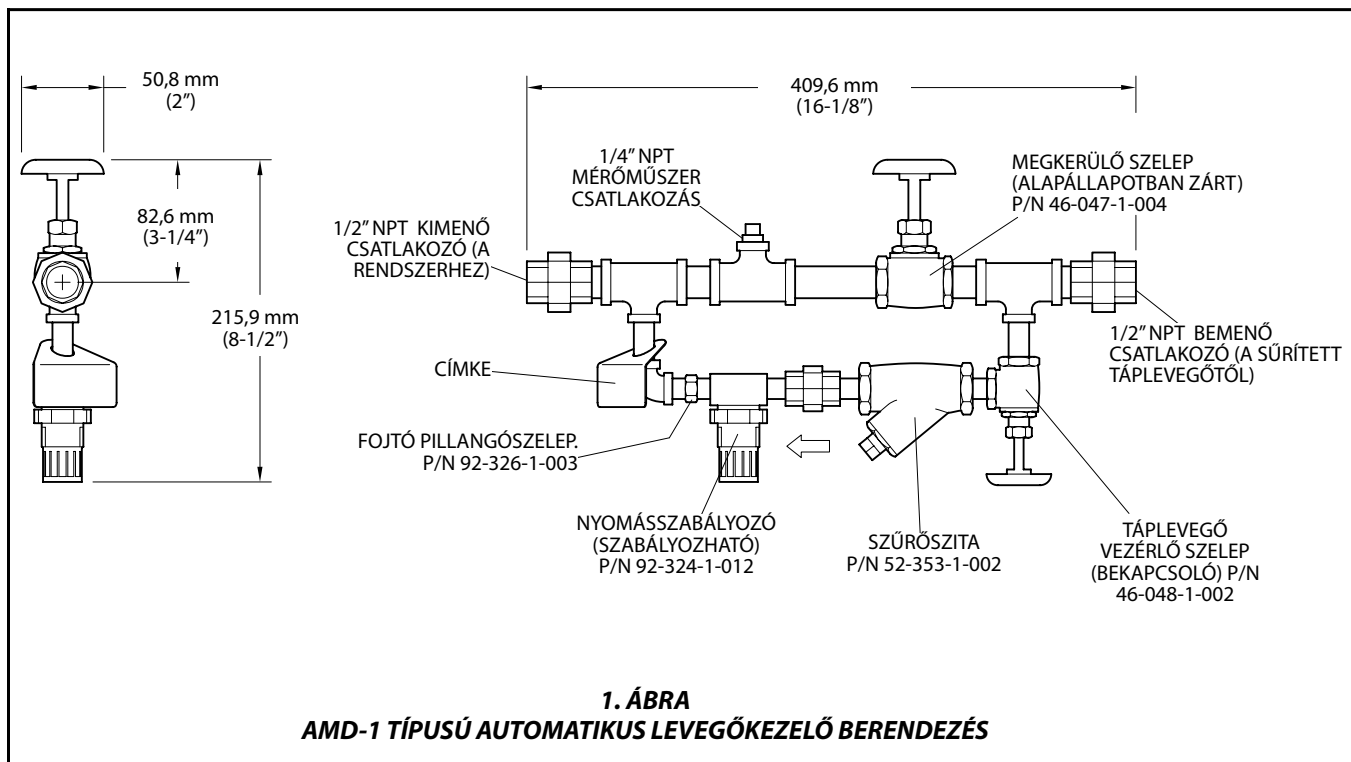 50,8 mm
(2”)
409,6 mm
(16-1/8”)
1/4” NPT
MÉRŐMŰSZER
CSATLAKOZÁS
MEGKERÜLŐ SZELEP
(ALAPÁLLAPOTBAN ZÁRT)
P/N 46-047-1-004
82,6 mm
(3-1/4”)
1/2” NPT KIMENŐ
CSATLAKOZÓ (A
RENDSZERHEZ)
215,9 mm
(8-1/2”)
1/2” NPT BEMENŐ
CSATLAKOZÓ (A SŰRÍTETT
TÁPLEVEGŐTŐL)
CÍMKE
FOJTÓ PILLANGÓSZELEP.
P/N 92-326-1-003
NYOMÁSSZABÁLYOZÓ
(SZABÁLYOZHATÓ)
P/N 92-324-1-012
SZŰRŐSZITA
P/N 52-353-1-002
TÁPLEVEGŐ
VEZÉRLŐ SZELEP
(BEKAPCSOLÓ) P/N
46-048-1-002
1. ÁBRA
AMD-1 TÍPUSÚ AUTOMATIKUS LEVEGŐKEZELŐ BERENDEZÉS